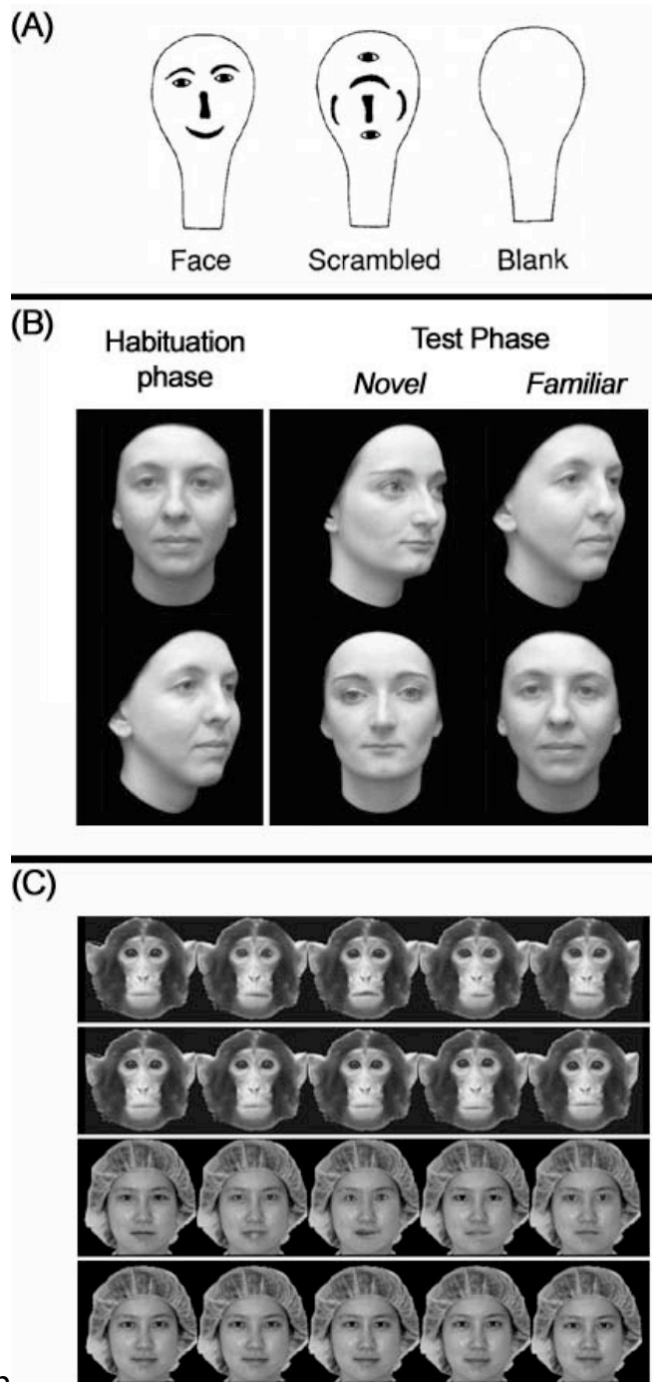 (A)
Face Scrambled Blank
(B)
Habituation
phase
Test Phase
Novel Familiar
(C)